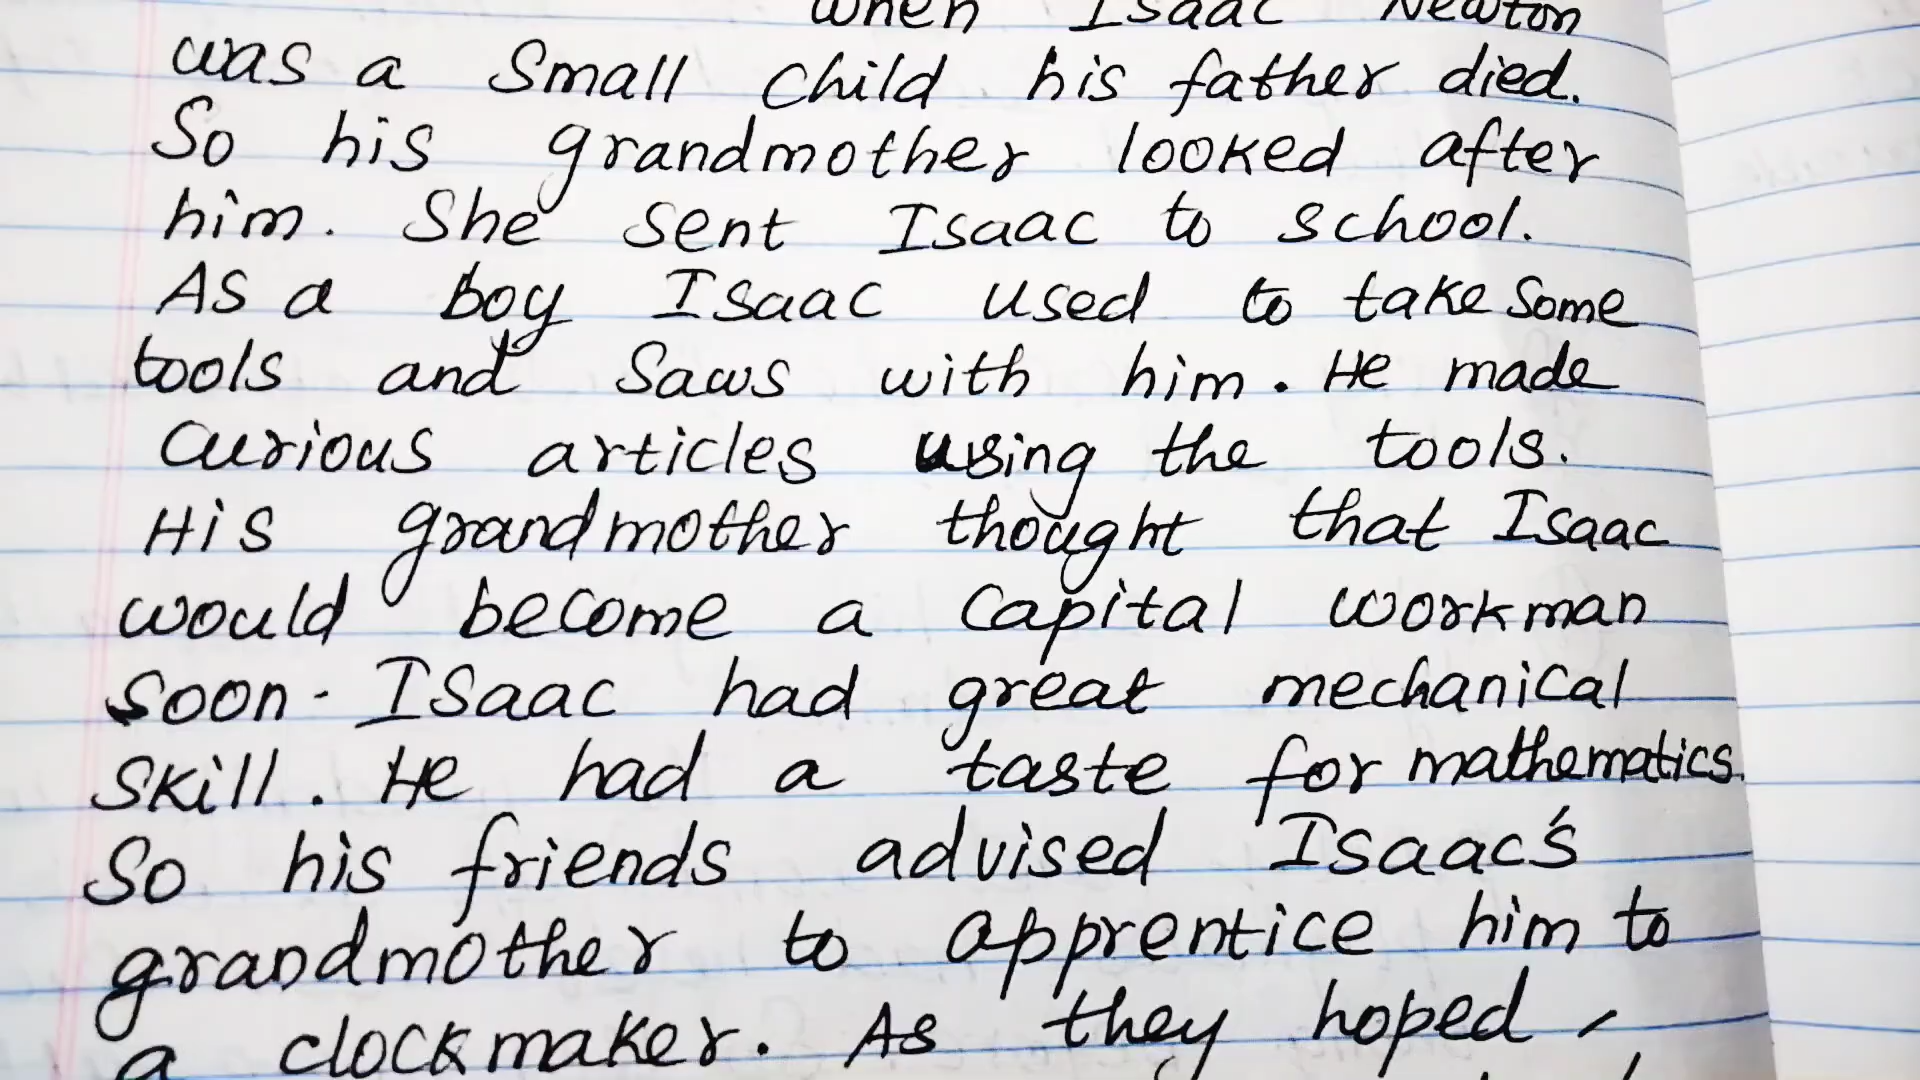 When Isaac Newton
was a small child his father died.
So his grandmother looked after
him. She sent Isaac to school.
As a boy Isaac used to take some
tools and saws with him. He made
curious articles using the tools.
His grandmother thought that Isaac
would become a capital workman
soon. Isaac had great mechanical
skill. He had a taste for mathematics.
So his friends advised Isaac's
grandmother to apprentice him to
a clockmaker. As they hoped,